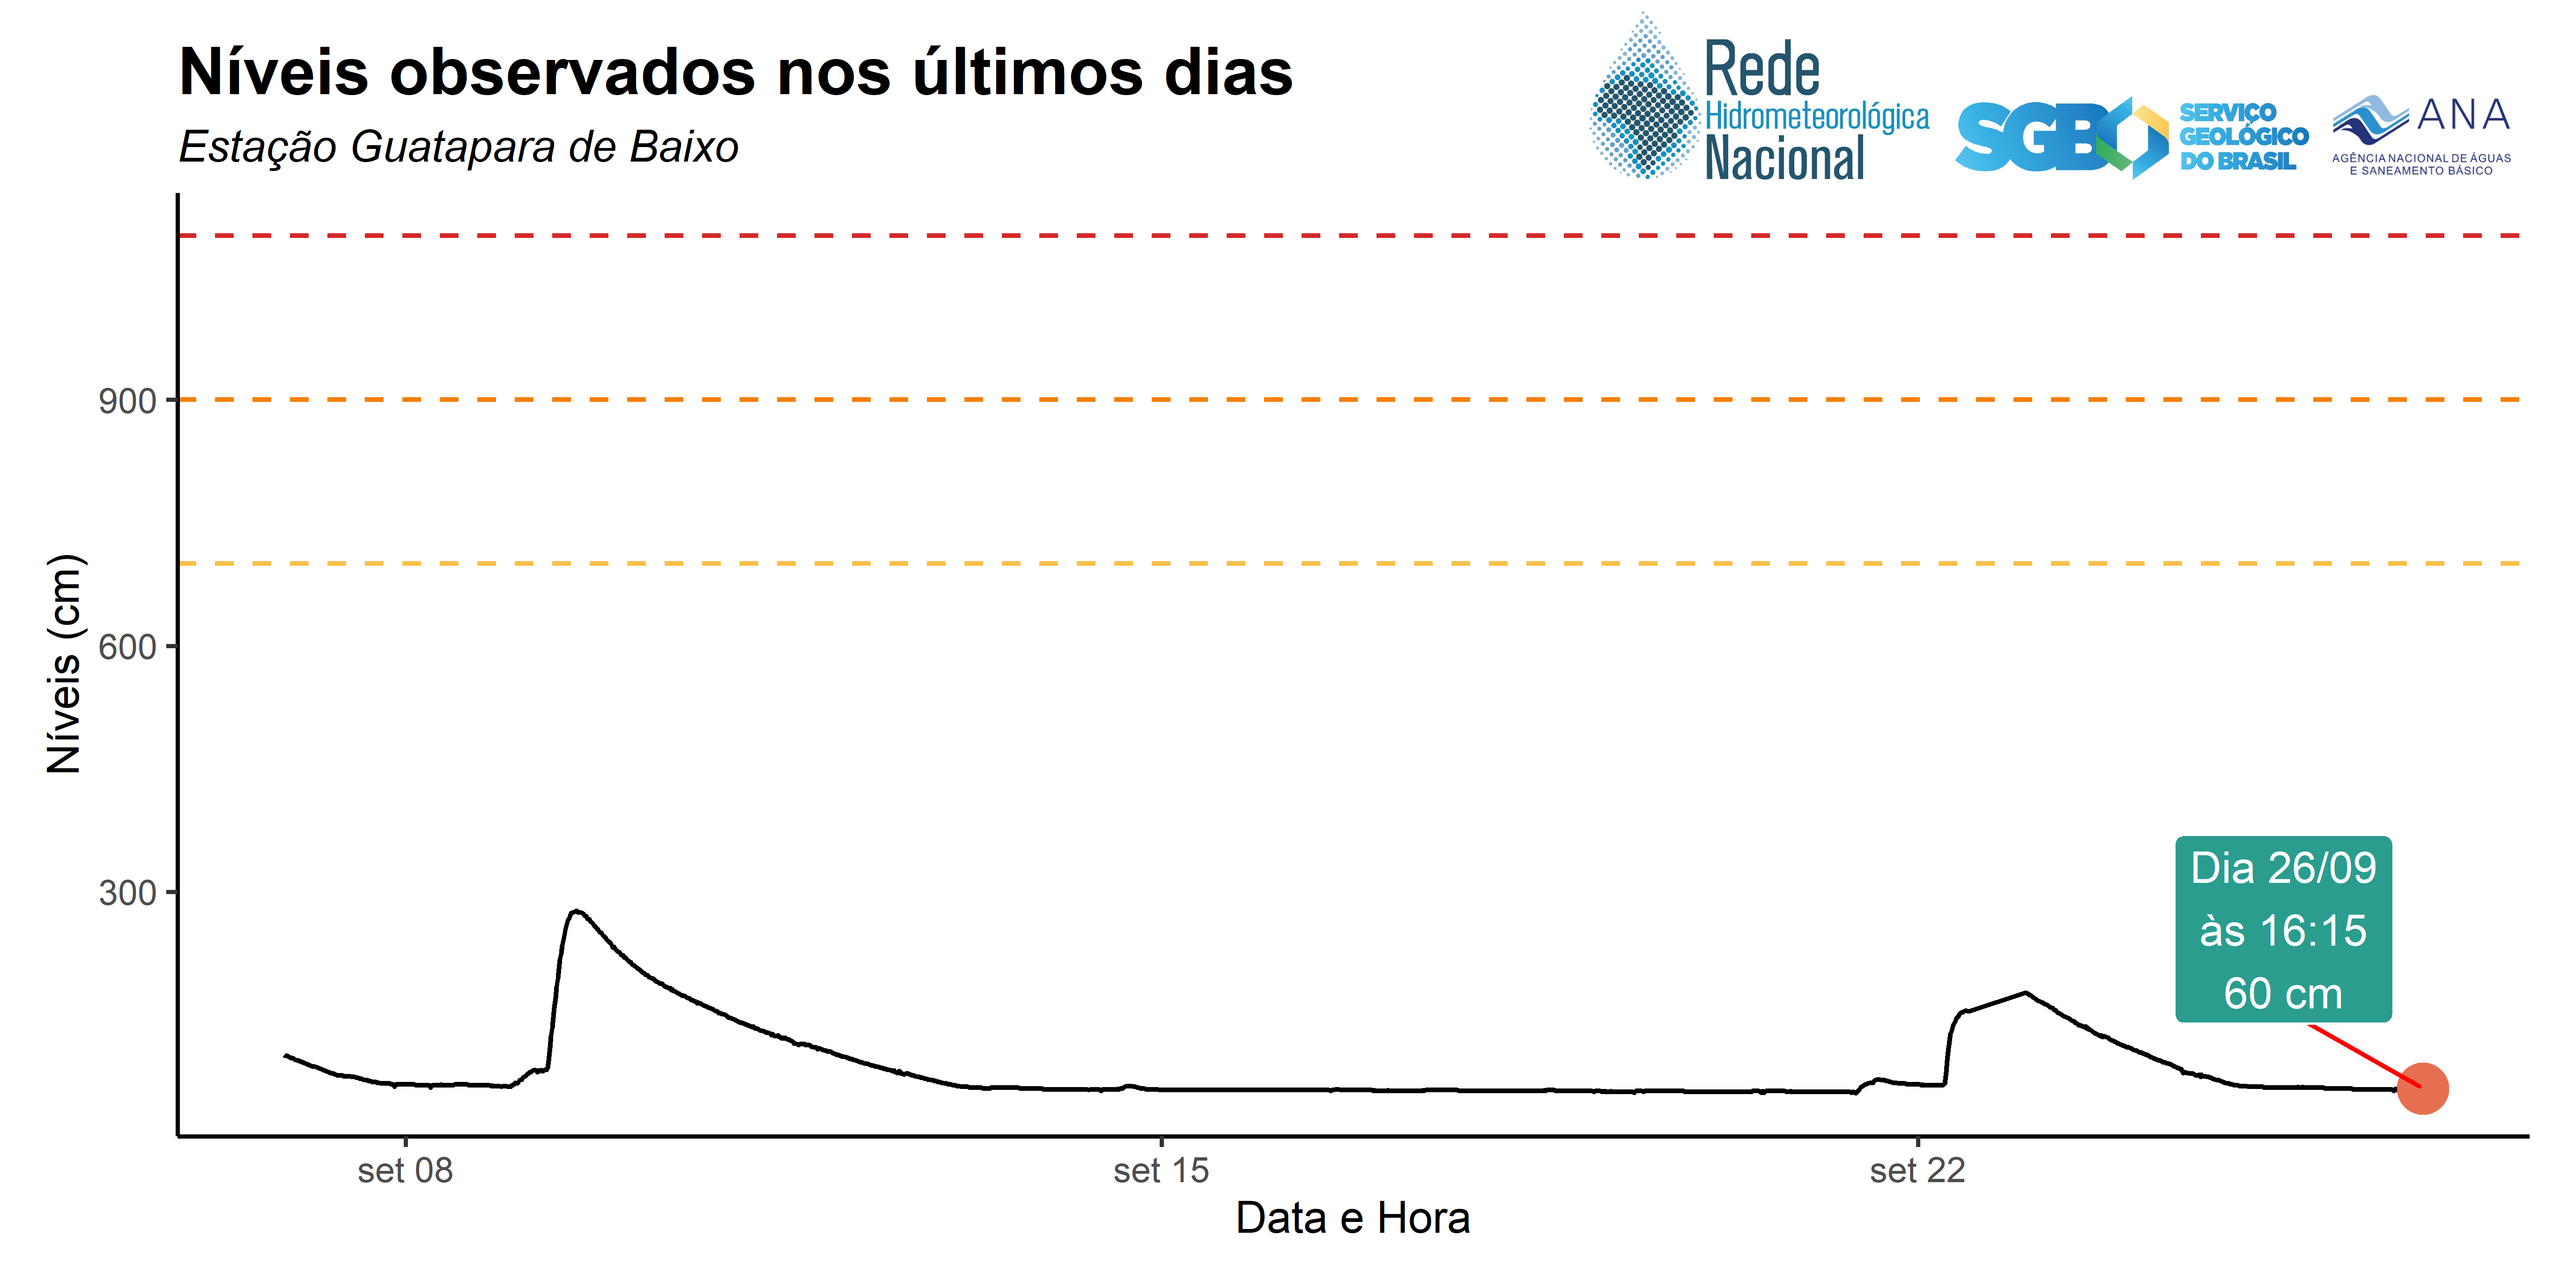 Níveis observados nos últimos dias
Estação Guatapara de Baixo
Rede
Hidrometeorológica
Nacional
SGB
SERVIÇO
GEOLÓGICO
DO BRASIL
ANA
AGÊNCIA NACIONAL DE ÁGUAS
E SANEAMENTO BÁSICO
Níveis (cm)
900
600
300
Dia 26/09
às 16:15
60 cm
set 08
set 15
set 22
Data e Hora